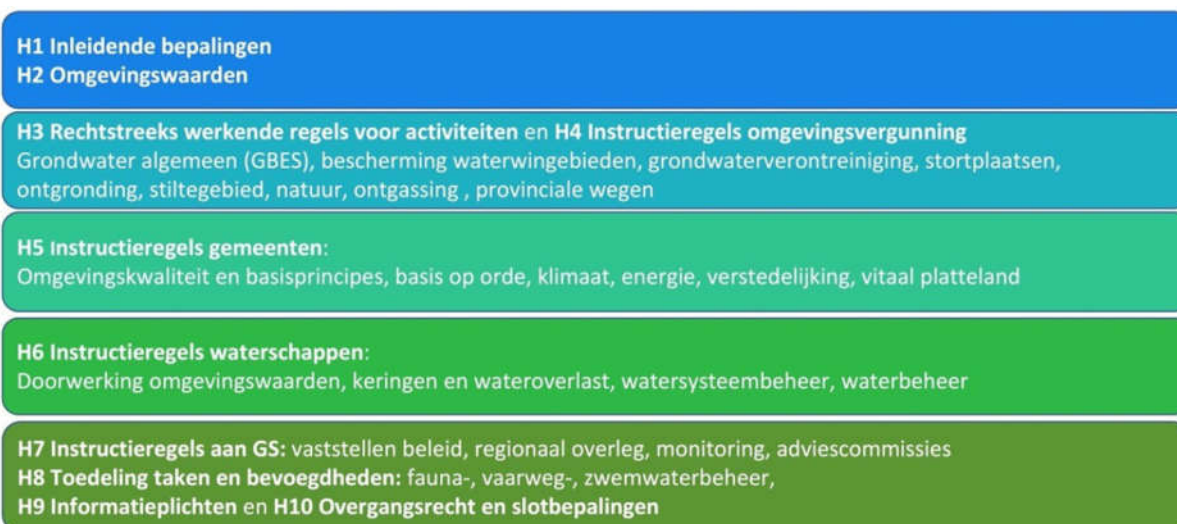 H1 Inleidende bepalingen
H2 Omgevingswaarden
H3 Rechtstreeks werkende regels voor activiteiten en H4 Instructieregels omgevingsvergunning
Grondwater algemeen (GBES), bescherming waterwingebieden, grondwaterverontreiniging, stortplaatsen,
ontgronding, stiltegebied, natuur, ontgassing , provinciale wegen
H5 Instructieregels gemeenten:
Omgevingskwaliteit en basisprincipes, basis op orde, klimaat, energie, verstedelijking, vitaal platteland
H6 Instructieregels waterschappen:
Doorwerking omgevingswaarden, keringen en wateroverlast, watersysteembeheer, waterbeheer
H7 Instructieregels aan GS: vaststellen beleid, regionaal overleg, monitoring, adviescommissies
H8 Toedeling taken en bevoegdheden: fauna-, vaarweg-, zwemwaterbeheer,
H9 Informatieplichten en H10 Overgangsrecht en slotbepalingen